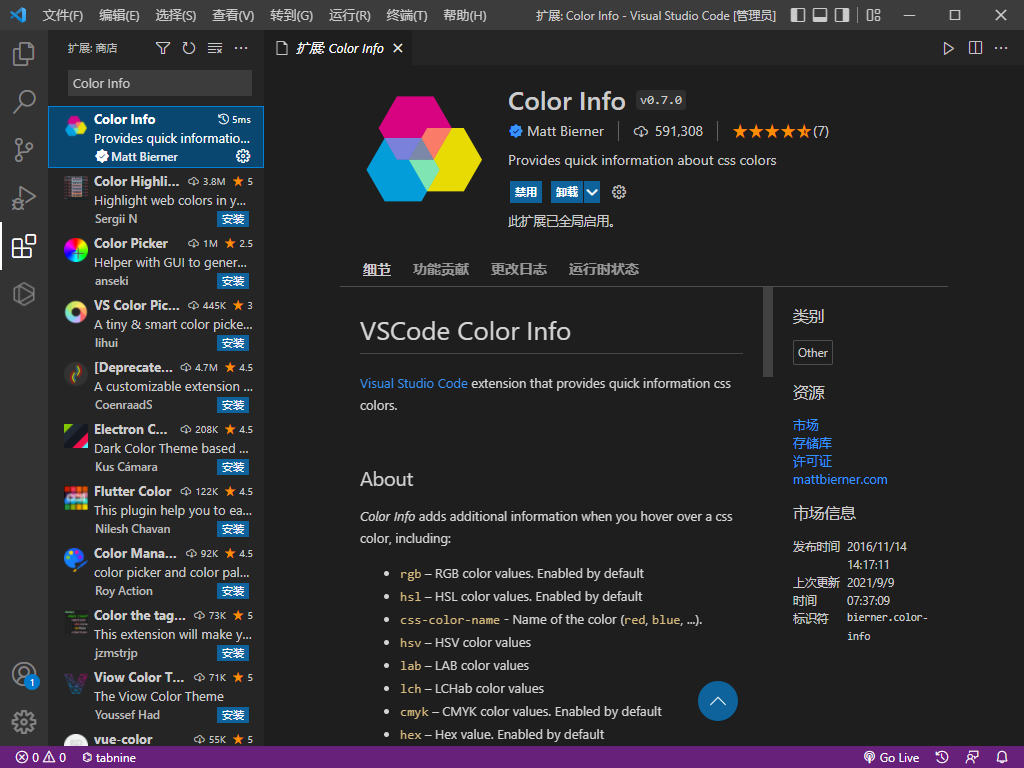 文件(F) 编辑(E) 选择(S) 查看(V) 转到(G) 运行(R) 终端(T) 帮助(H) 扩展: Color Info - Visual Studio Code [管理员]
扩展: 商店
Color Info
Color Info 5ms
Provides quick informatio...
Matt Bierner
Color Highli... 3.8M 5
Highlight web colors in y...
Sergii N 安装
Color Picker 1M 2.5
Helper with GUI to gener...
anseki 安装
VS Color Pic... 445K 3
A tiny & smart color picke...
lihui 安装
[Deprecate... 4.7M 4.5
A customizable extension ...
CoenraadS 安装
Electron C... 208K 4.5
Dark Color Theme based ...
Kus Cámara 安装
Flutter Color 122K 4.5
This plugin help you to ea...
Nilesh Chavan 安装
Color Mana... 92K 4.5
color picker and color pal...
Roy Action 安装
Color the tag... 73K 5
This extension will make y...
jzmstrjp 安装
Viow Color T... 71K 5
The Viow Color Theme
Youssef Had 安装
vue-color 55K 5
扩展: Color Info
Color Info v0.7.0
Matt Bierner 591,308 (7)
Provides quick information about css colors
禁用 卸载
此扩展已全局启用。
细节 功能贡献 更改日志 运行时状态
VSCode Color Info
Visual Studio Code extension that provides quick information css
colors.
About
Color Info adds additional information when you hover over a css
color, including:
• rgb – RGB color values. Enabled by default
• hsl – HSL color values. Enabled by default
• css-color-name - Name of the color (red, blue, ...).
• hsv – HSV color values
• lab – LAB color values
• lch – LCHab color values
• cmyk – CMYK color values. Enabled by default
• hex – Hex value. Enabled by default
类别
Other
资源
市场
存储库
许可证
mattbierner.com
市场信息
发布时间 2016/11/14
14:17:11
上次更新 2021/9/9
时间 07:37:09
标识符 bierner.color-
info
1
0 0 tabnine Go Live